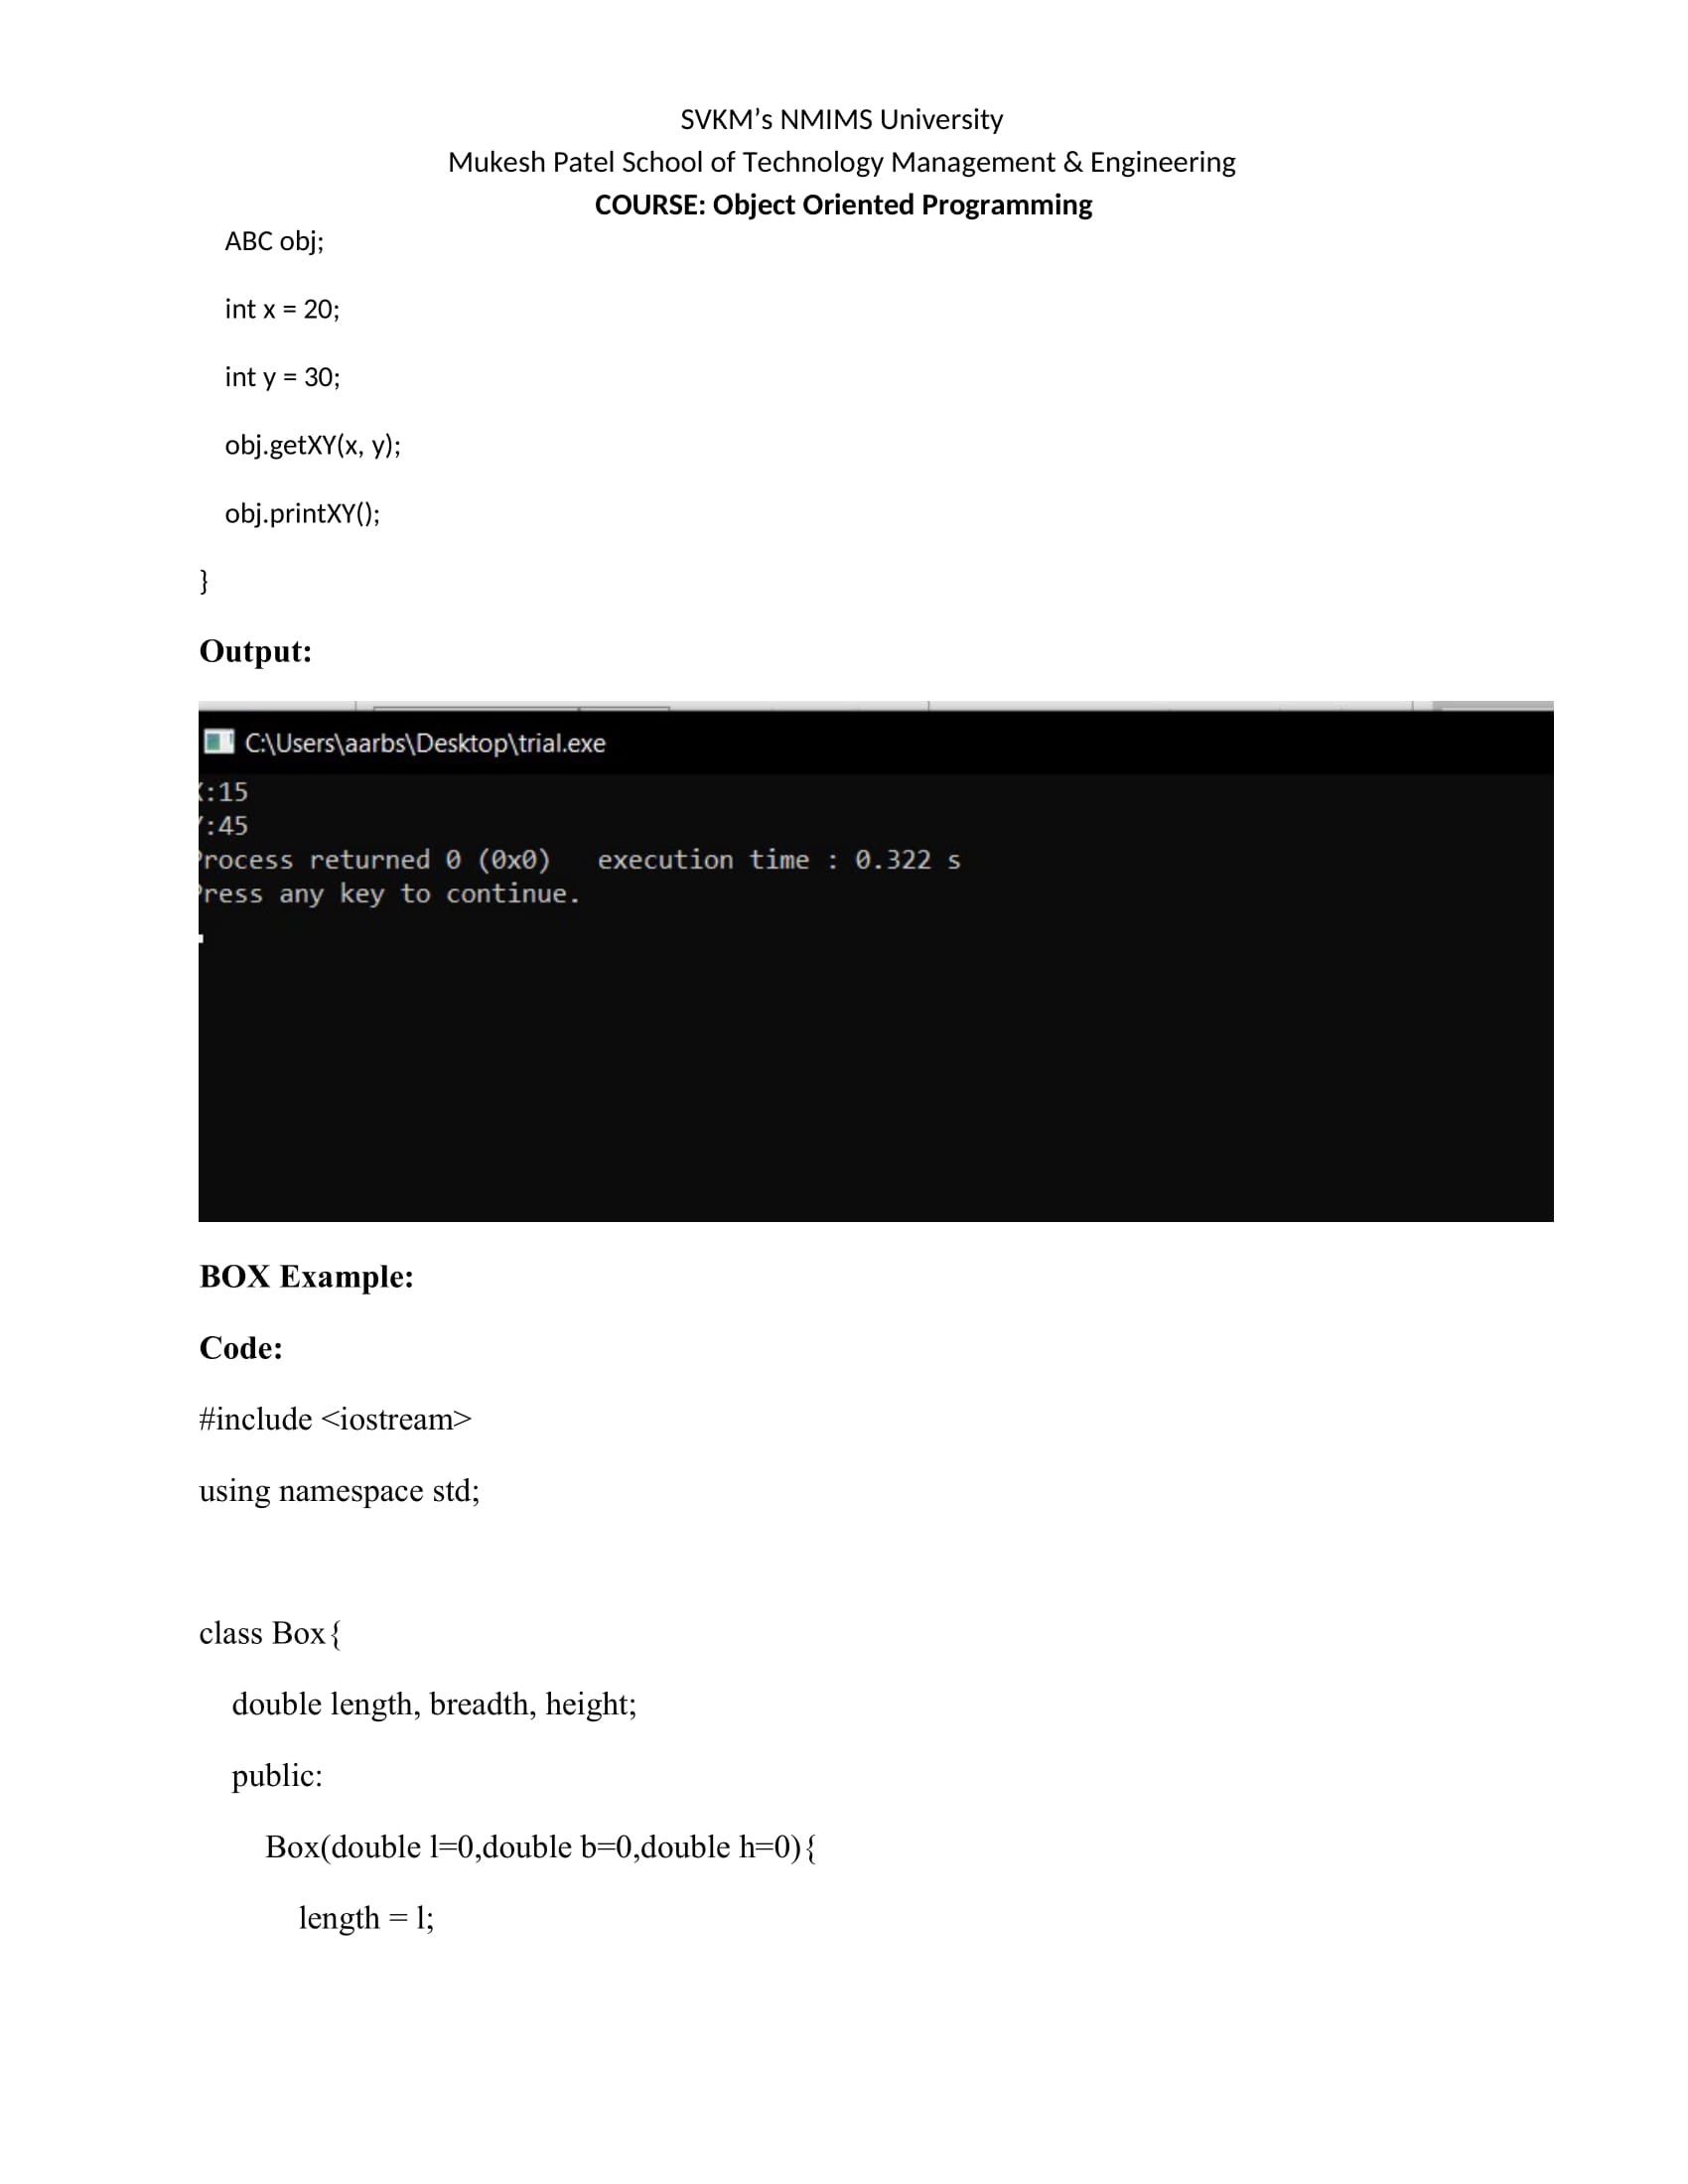 SVKM’s NMIMS University
Mukesh Patel School of Technology Management & Engineering
COURSE: Object Oriented Programming
ABC obj;
int x = 20;
int y = 30;
obj.getXY(x, y);
obj.printXY();
}
Output:
C:\Users\aarbs\Desktop\trial.exe
X:15
Y:45
Process returned 0 (0x0)   execution time : 0.322 s
Press any key to continue.
BOX Example:
Code:
#include <iostream>
using namespace std;
class Box{
double length, breadth, height;
public:
Box(double l=0,double b=0,double h=0){
length = l;